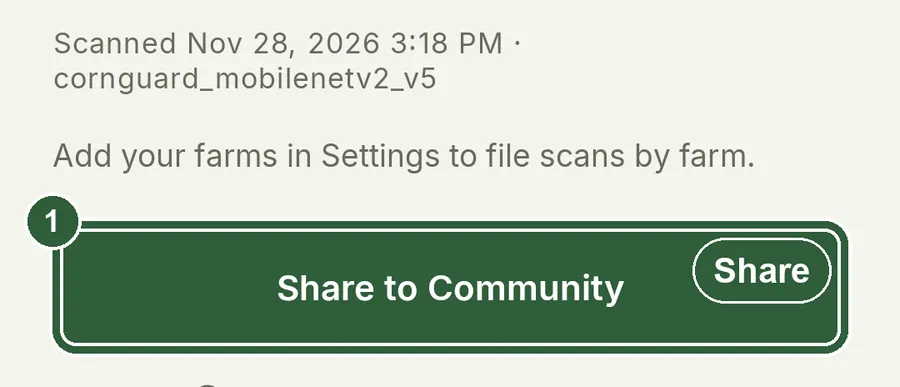 Scanned Nov 28, 2026 3:18 PM ·
cornguard_mobilenetv2_v5
Add your farms in Settings to file scans by farm.
1
Share to Community
Share